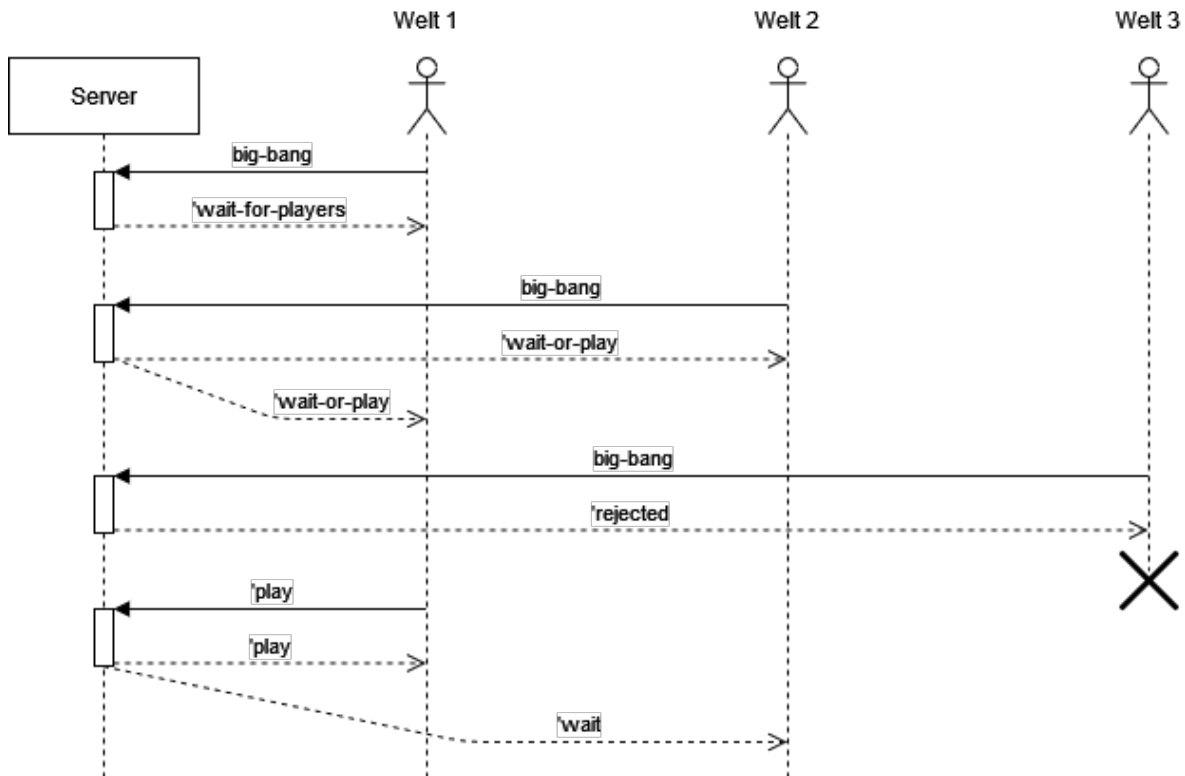 Welt 1
Welt 2
Welt 3
Server
big-bang
'wait-for-players
big-bang
'wait-or-play
'wait-or-play
big-bang
'rejected
'play
'play
'wait